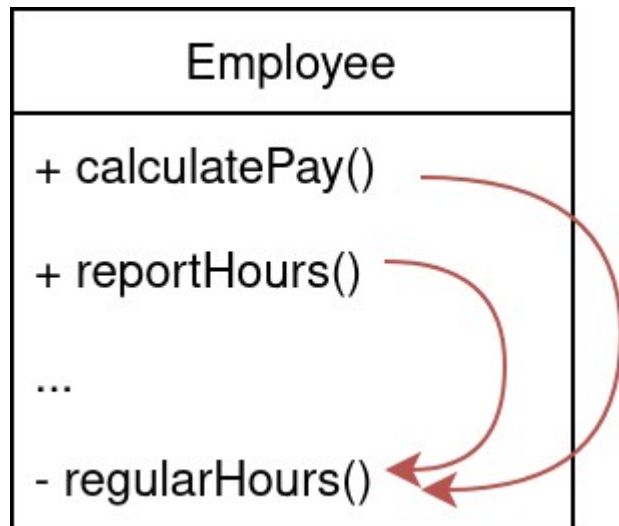 Employee
+ calculatePay()
+ reportHours()
...
- regularHours()